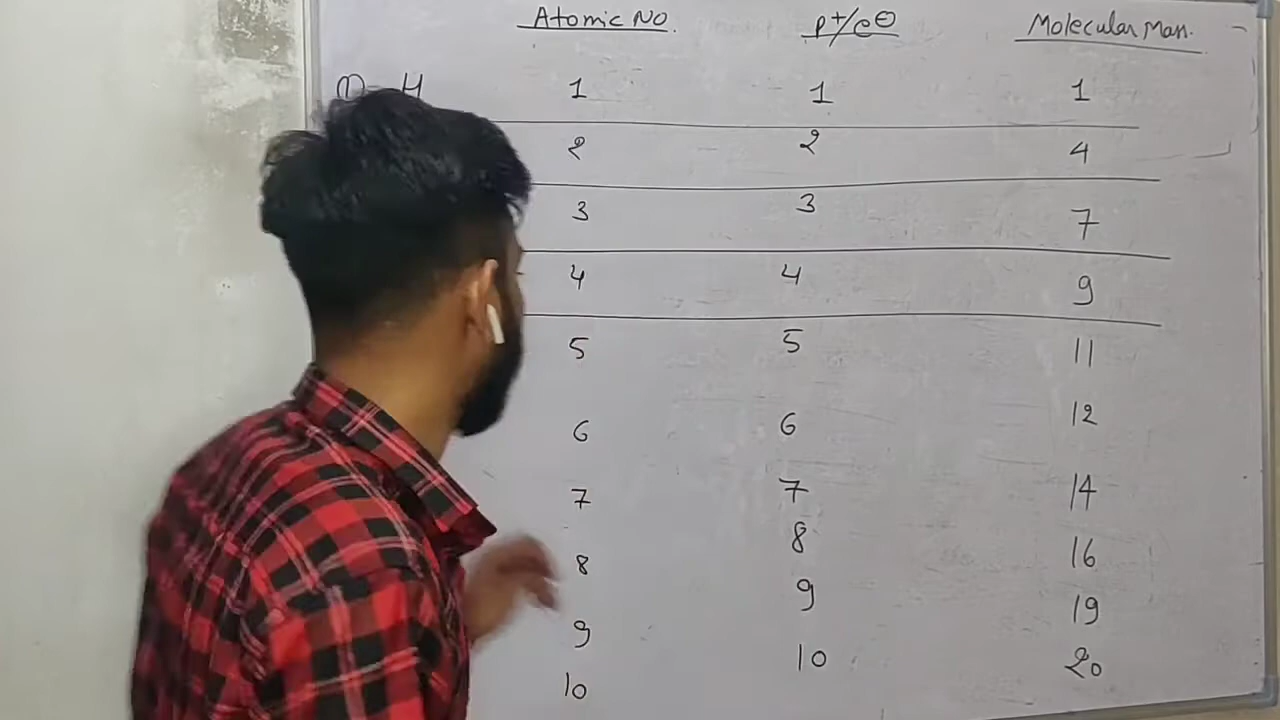 Atomic No. p+/e⊖ Molecular Mass.
① - H 1 1 1
2 2 4
3 3 7
4 4 9
5 5 11
6 6 12
7 7 14
8 8 16
9 9 19
10 10 20